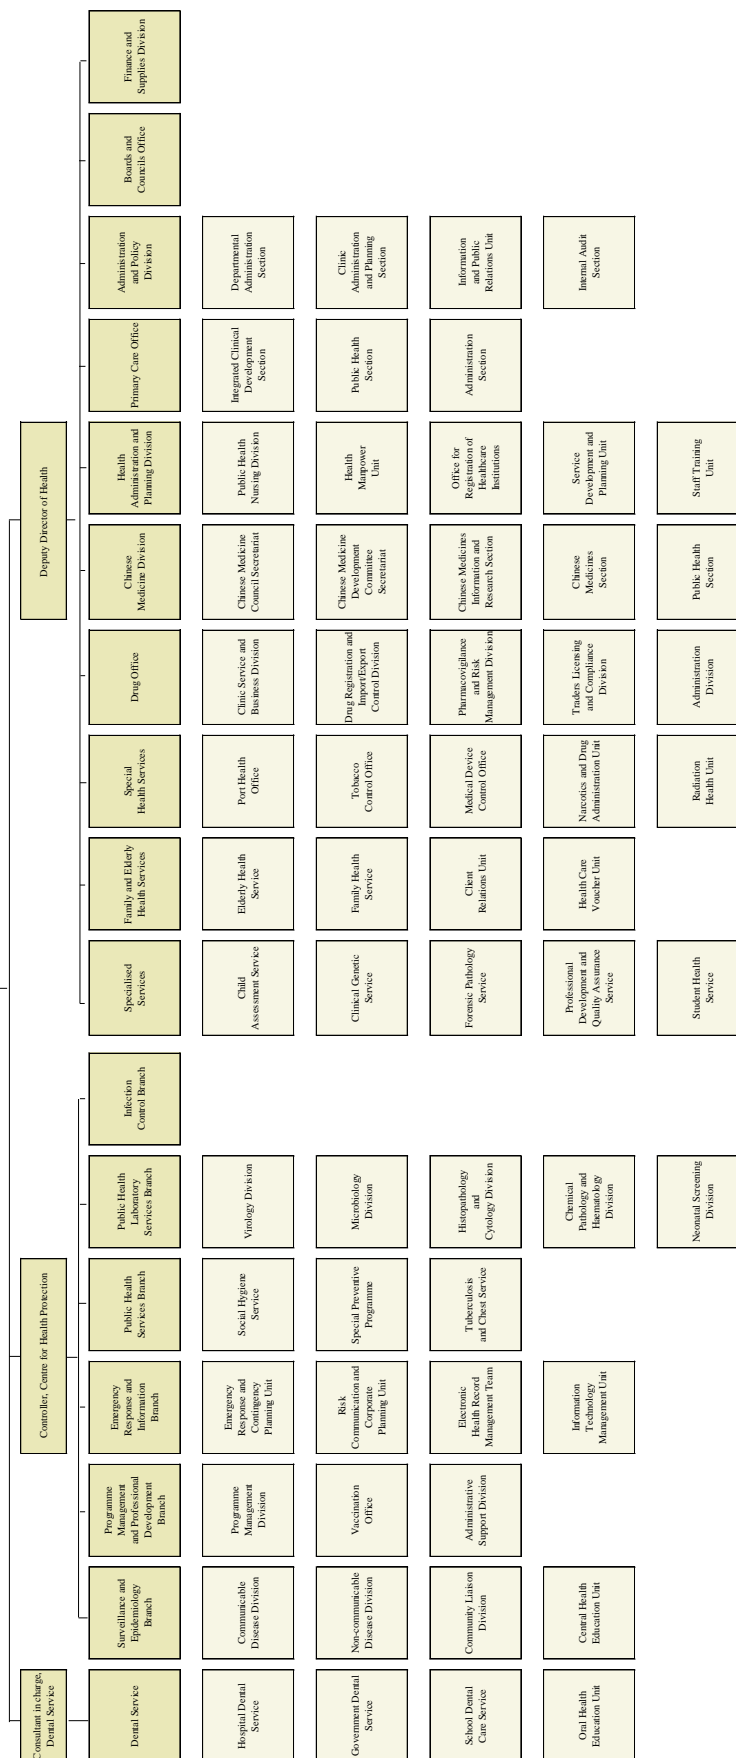 Consultant in charge,
Dental Service
Controller, Centre for Health Protection
Deputy Director of Health
Dental Service
Hospital Dental
Service
Government Dental
Service
School Dental
Care Service
Oral Health
Education Unit
Surveillance and
Epidemiology
Branch
Communicable
Disease Division
Non-communicable
Disease Division
Community Liaison
Division
Central Health
Education Unit
Programme
Management
and Professional
Development
Branch
Programme
Management
Division
Vaccination
Office
Administrative
Support Division
Emergency
Response and
Information
Branch
Emergency
Response and
Contingency
Planning Unit
Risk
Communication and
Corporate
Planning Unit
Electronic
Health Record
Management Team
Information
Technology
Management Unit
Public Health
Services Branch
Social Hygiene
Service
Special Preventive
Programme
Tuberculosis
and Chest Service
Public Health
Laboratory
Services Branch
Virology Division
Microbiology
Division
Histopathology
and
Cytology Division
Chemical
Pathology and
Haematology
Division
Neonatal Screening
Division
Infection
Control Branch
Specialised
Services
Child
Assessment Service
Clinical Genetic
Service
Forensic Pathology
Service
Professional
Development and
Quality Assurance
Service
Student Health
Service
Family and Elderly
Health Services
Elderly Health
Service
Family Health
Service
Client
Relations Unit
Health Care
Voucher Unit
Special
Health Services
Port Health
Office
Tobacco
Control Office
Medical Device
Control Office
Narcotics and Drug
Administration Unit
Radiation
Health Unit
Drug Office
Clinic Service and
Business Division
Drug Registration and
Import/Export
Control Division
Pharmacovigilance
and Risk
Management Division
Traders Licensing
and Compliance
Division
Administration
Division
Chinese
Medicine Division
Chinese Medicine
Council Secretariat
Chinese Medicine
Development
Committee
Secretariat
Chinese Medicines
Information and
Research Section
Chinese
Medicines
Section
Public Health
Section
Health
Administration and
Planning Division
Public Health
Nursing Division
Health
Manpower
Unit
Office for
Registration of
Healthcare
Institutions
Service
Development and
Planning Unit
Staff Training
Unit
Primary Care Office
Integrated Clinical
Development
Section
Public Health
Section
Administration
Section
Administration
and Policy
Division
Departmental
Administration
Section
Clinic
Administration
and Planning
Section
Information
and Public
Relations Unit
Internal Audit
Section
Boards and
Councils Office
Finance and
Supplies Division